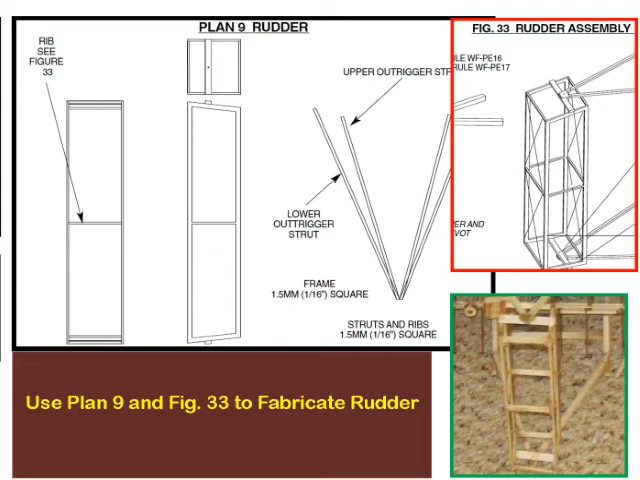 PLAN 9 RUDDER
RIB
SEE
FIGURE
33
UPPER OUTRIGGER
LOWER
OUTTRIGGER
STRUT
FRAME
1.5MM (1/16") SQUARE
STRUTS AND RIBS
1.5MM (1/16") SQUARE
FIG. 33 RUDDER ASSEMBLY
WF-PE16
WF-PE17
AND
Use Plan 9 and Fig. 33 to Fabricate Rudder